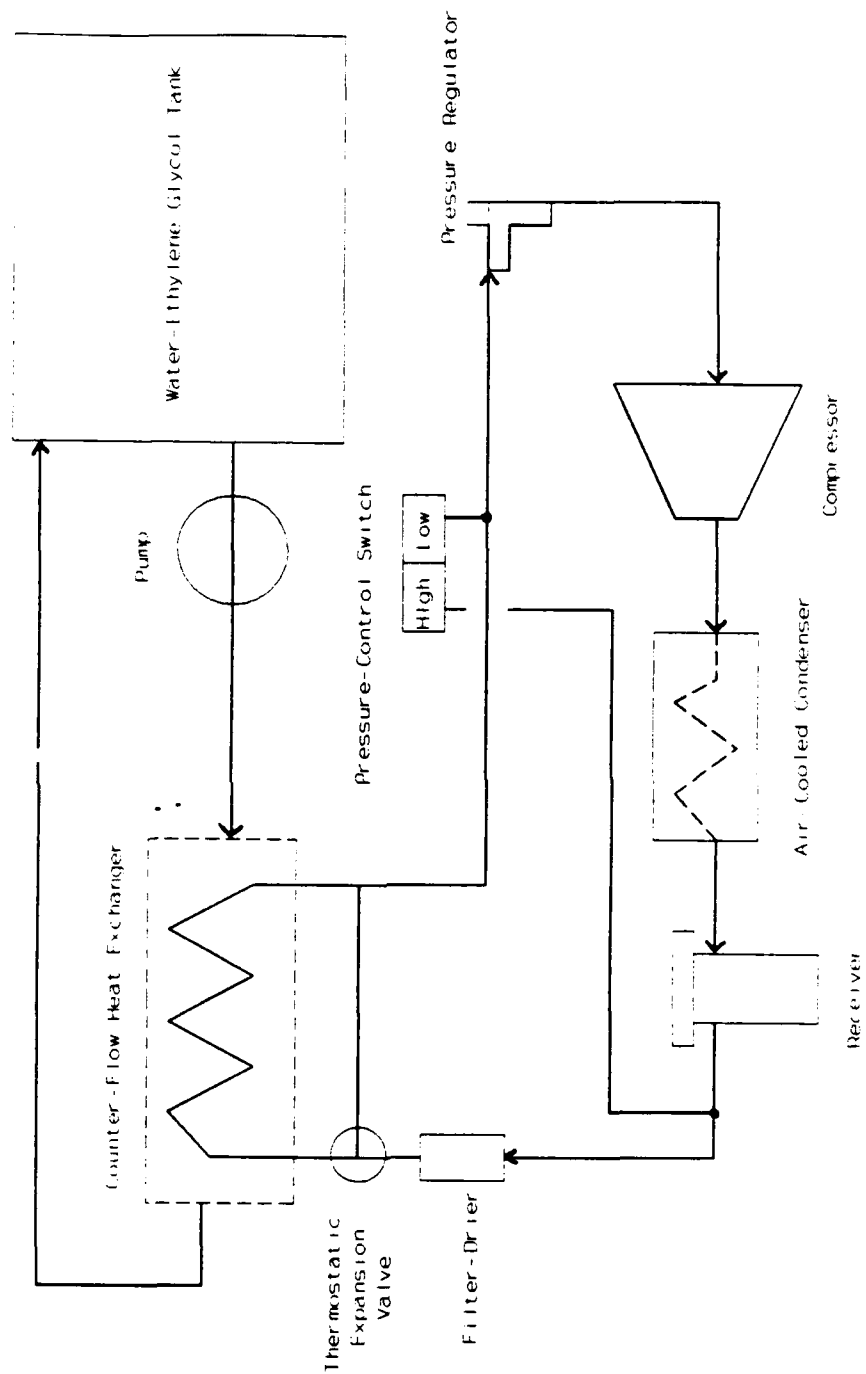 Water-Ethylene Glycol Tank
Pump
Counter-Flow Heat Exchanger
Pressure Regulator
Pressure-Control Switch
High
Low
Thermostatic
Expansion
Valve
Filter-Drier
Compressor
Air-Cooled Condenser
Receiver